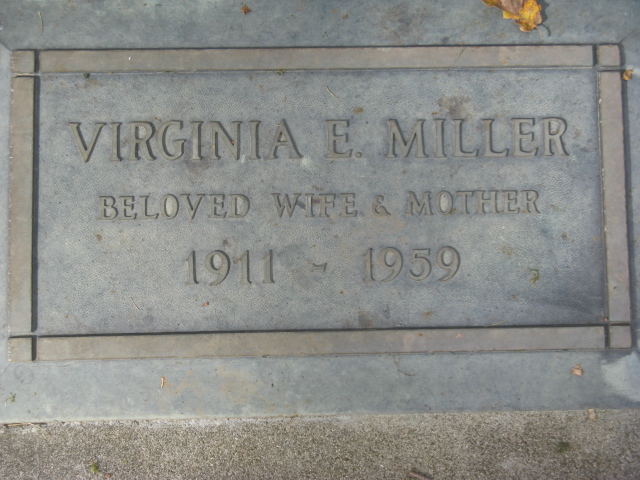 VIRGINIA E. MILLER
BELOVED WIFE & MOTHER
1911 - 1959